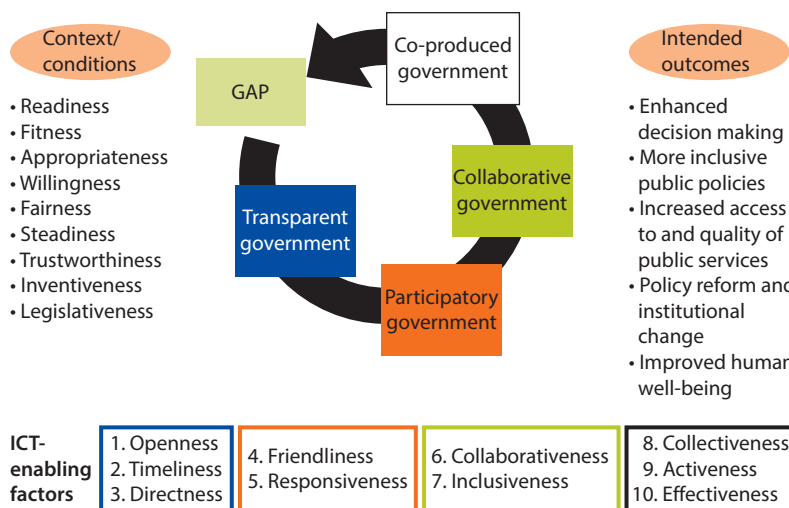 Context/
conditions
• Readiness
• Fitness
• Appropriateness
• Willingness
• Fairness
• Steadiness
• Trustworthiness
• Inventiveness
• Legislativeness
GAP
Co-produced
government
Collaborative
government
Participatory
government
Transparent
government
Intended
outcomes
• Enhanced
decision making
• More inclusive
public policies
• Increased access
to and quality of
public services
• Policy reform and
institutional
change
• Improved human
well-being
ICT-
enabling
factors
1. Openness
2. Timeliness
3. Directness
4. Friendliness
5. Responsiveness
6. Collaborativeness
7. Inclusiveness
8. Collectiveness
9. Activeness
10. Effectiveness